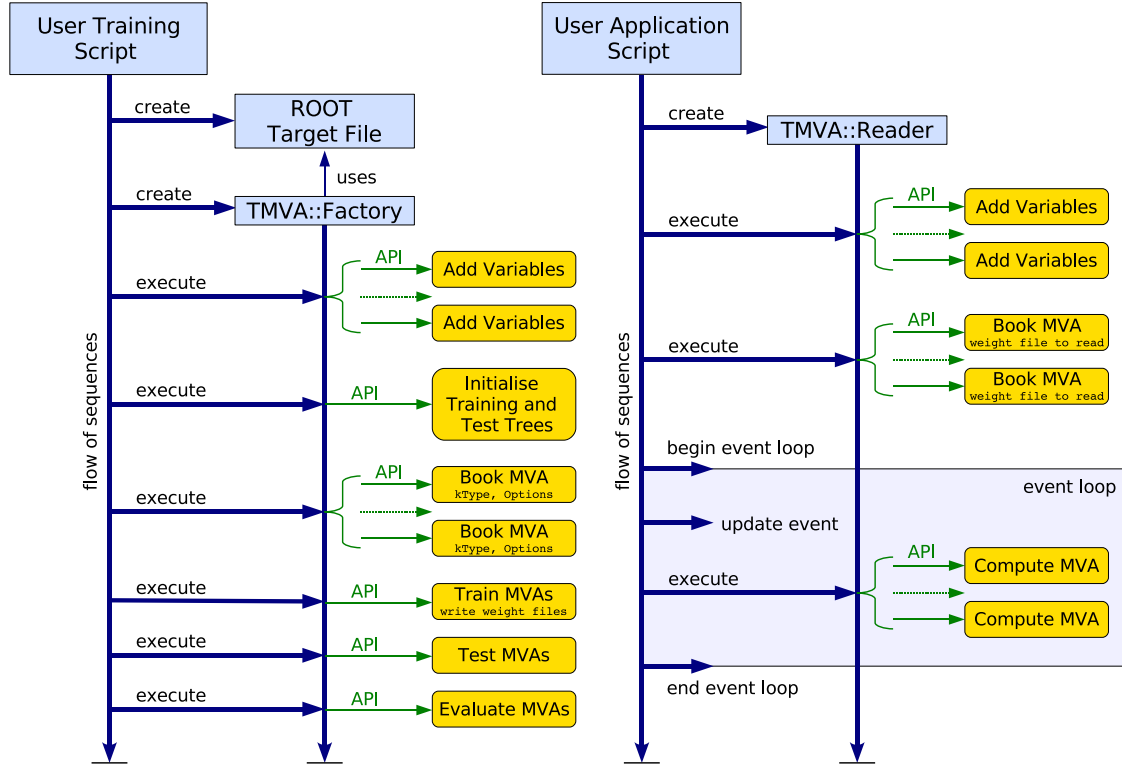 User Training
Script
create
ROOT
Target File
uses
create
TMVA::Factory
API
Add Variables
execute
Add Variables
flow of sequences
execute
API
Initialise
Training and
Test Trees
API
Book MVA
kType, Options
execute
Book MVA
kType, Options
execute
API
Train MVAs
write weight files
execute
API
Test MVAs
execute
API
Evaluate MVAs
User Application
Script
create
TMVA::Reader
API
Add Variables
execute
Add Variables
API
Book MVA
weight file to read
execute
Book MVA
weight file to read
flow of sequences
begin event loop
event loop
update event
API
Compute MVA
execute
Compute MVA
end event loop